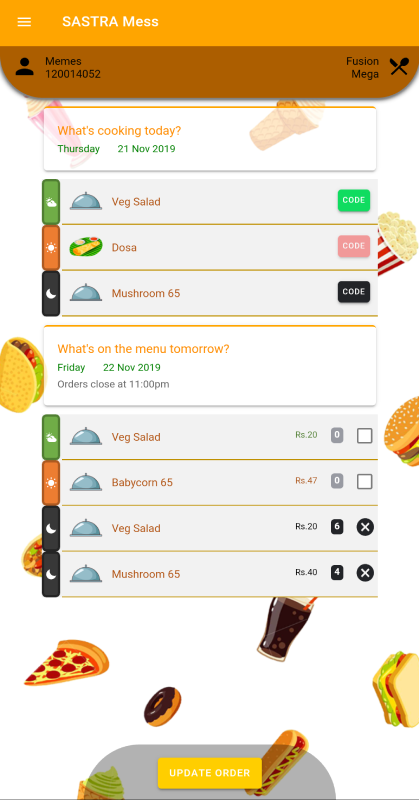 SASTRA Mess
Memes
120014052
Fusion
Mega
What's cooking today?
Thursday 21 Nov 2019
Veg Salad CODE
Dosa CODE
Mushroom 65 CODE
What's on the menu tomorrow?
Friday 22 Nov 2019
Orders close at 11:00pm
Veg Salad Rs.20 0
Babycorn 65 Rs.47 0
Veg Salad Rs.20 6
Mushroom 65 Rs.40 4
UPDATE ORDER